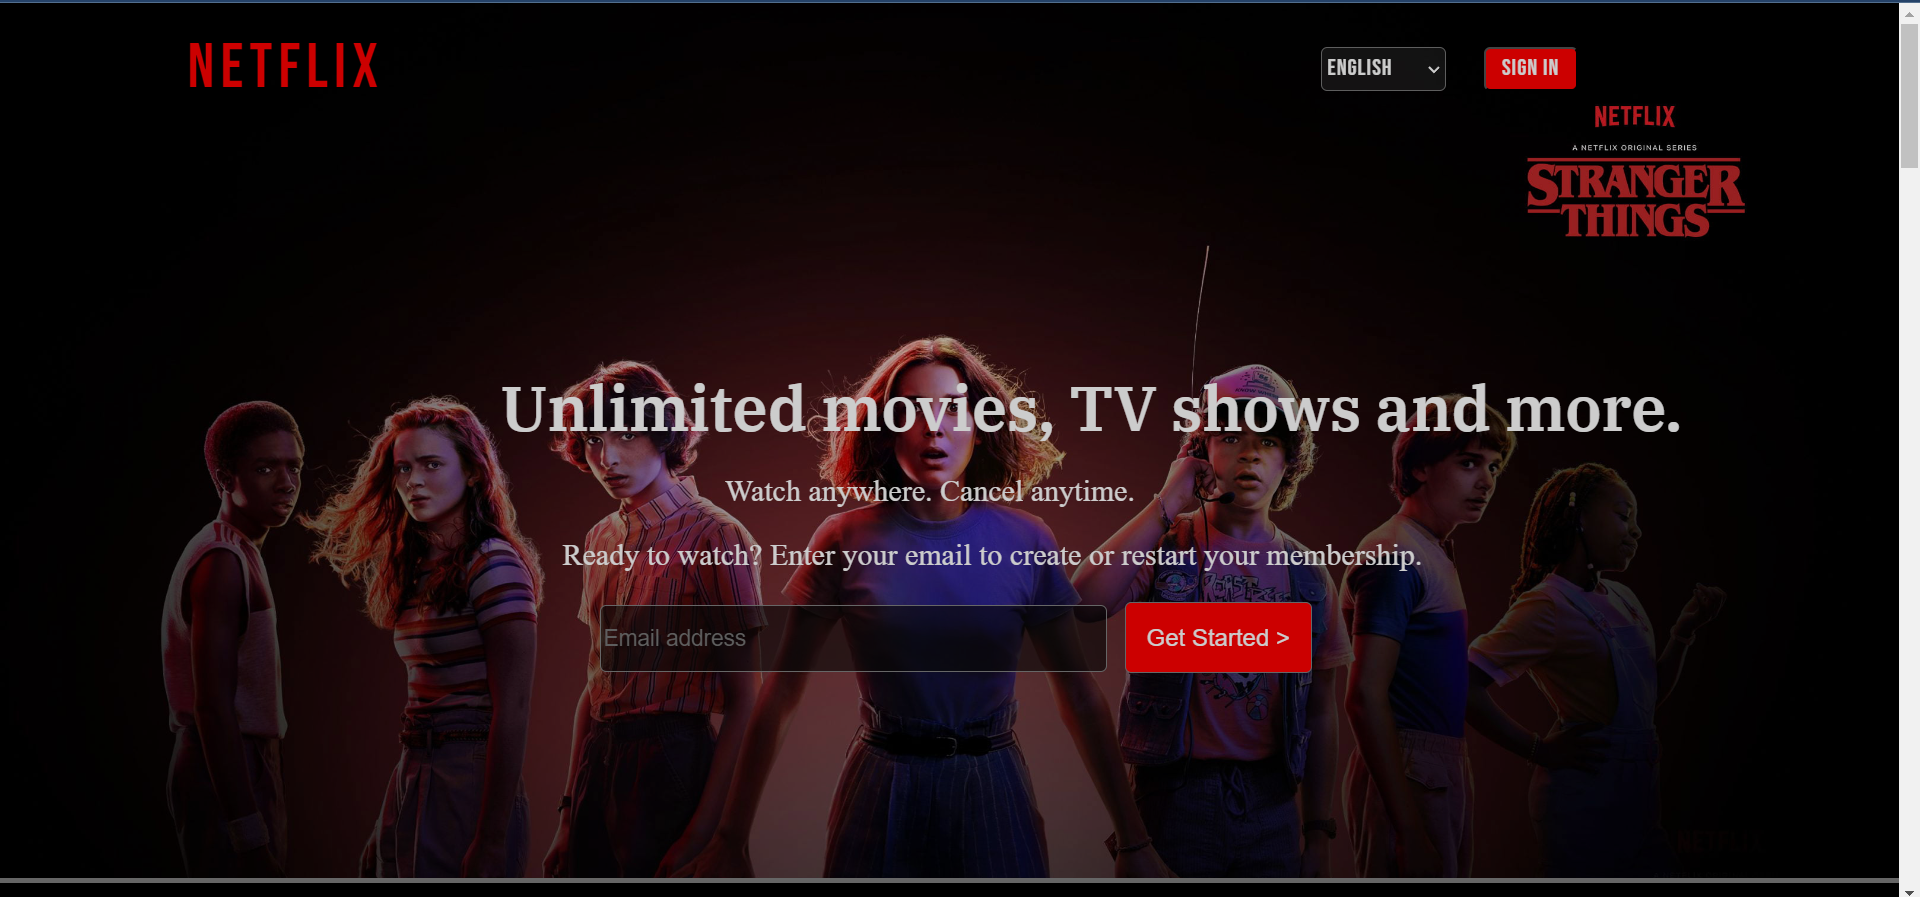 NETFLIX
ENGLISH
SIGN IN
NETFLIX
A NETFLIX ORIGINAL SERIES
STRANGER
THINGS
Unlimited movies, TV shows and more.
Watch anywhere. Cancel anytime.
Ready to watch? Enter your email to create or restart your membership.
Email address
Get Started >
NETFLIX